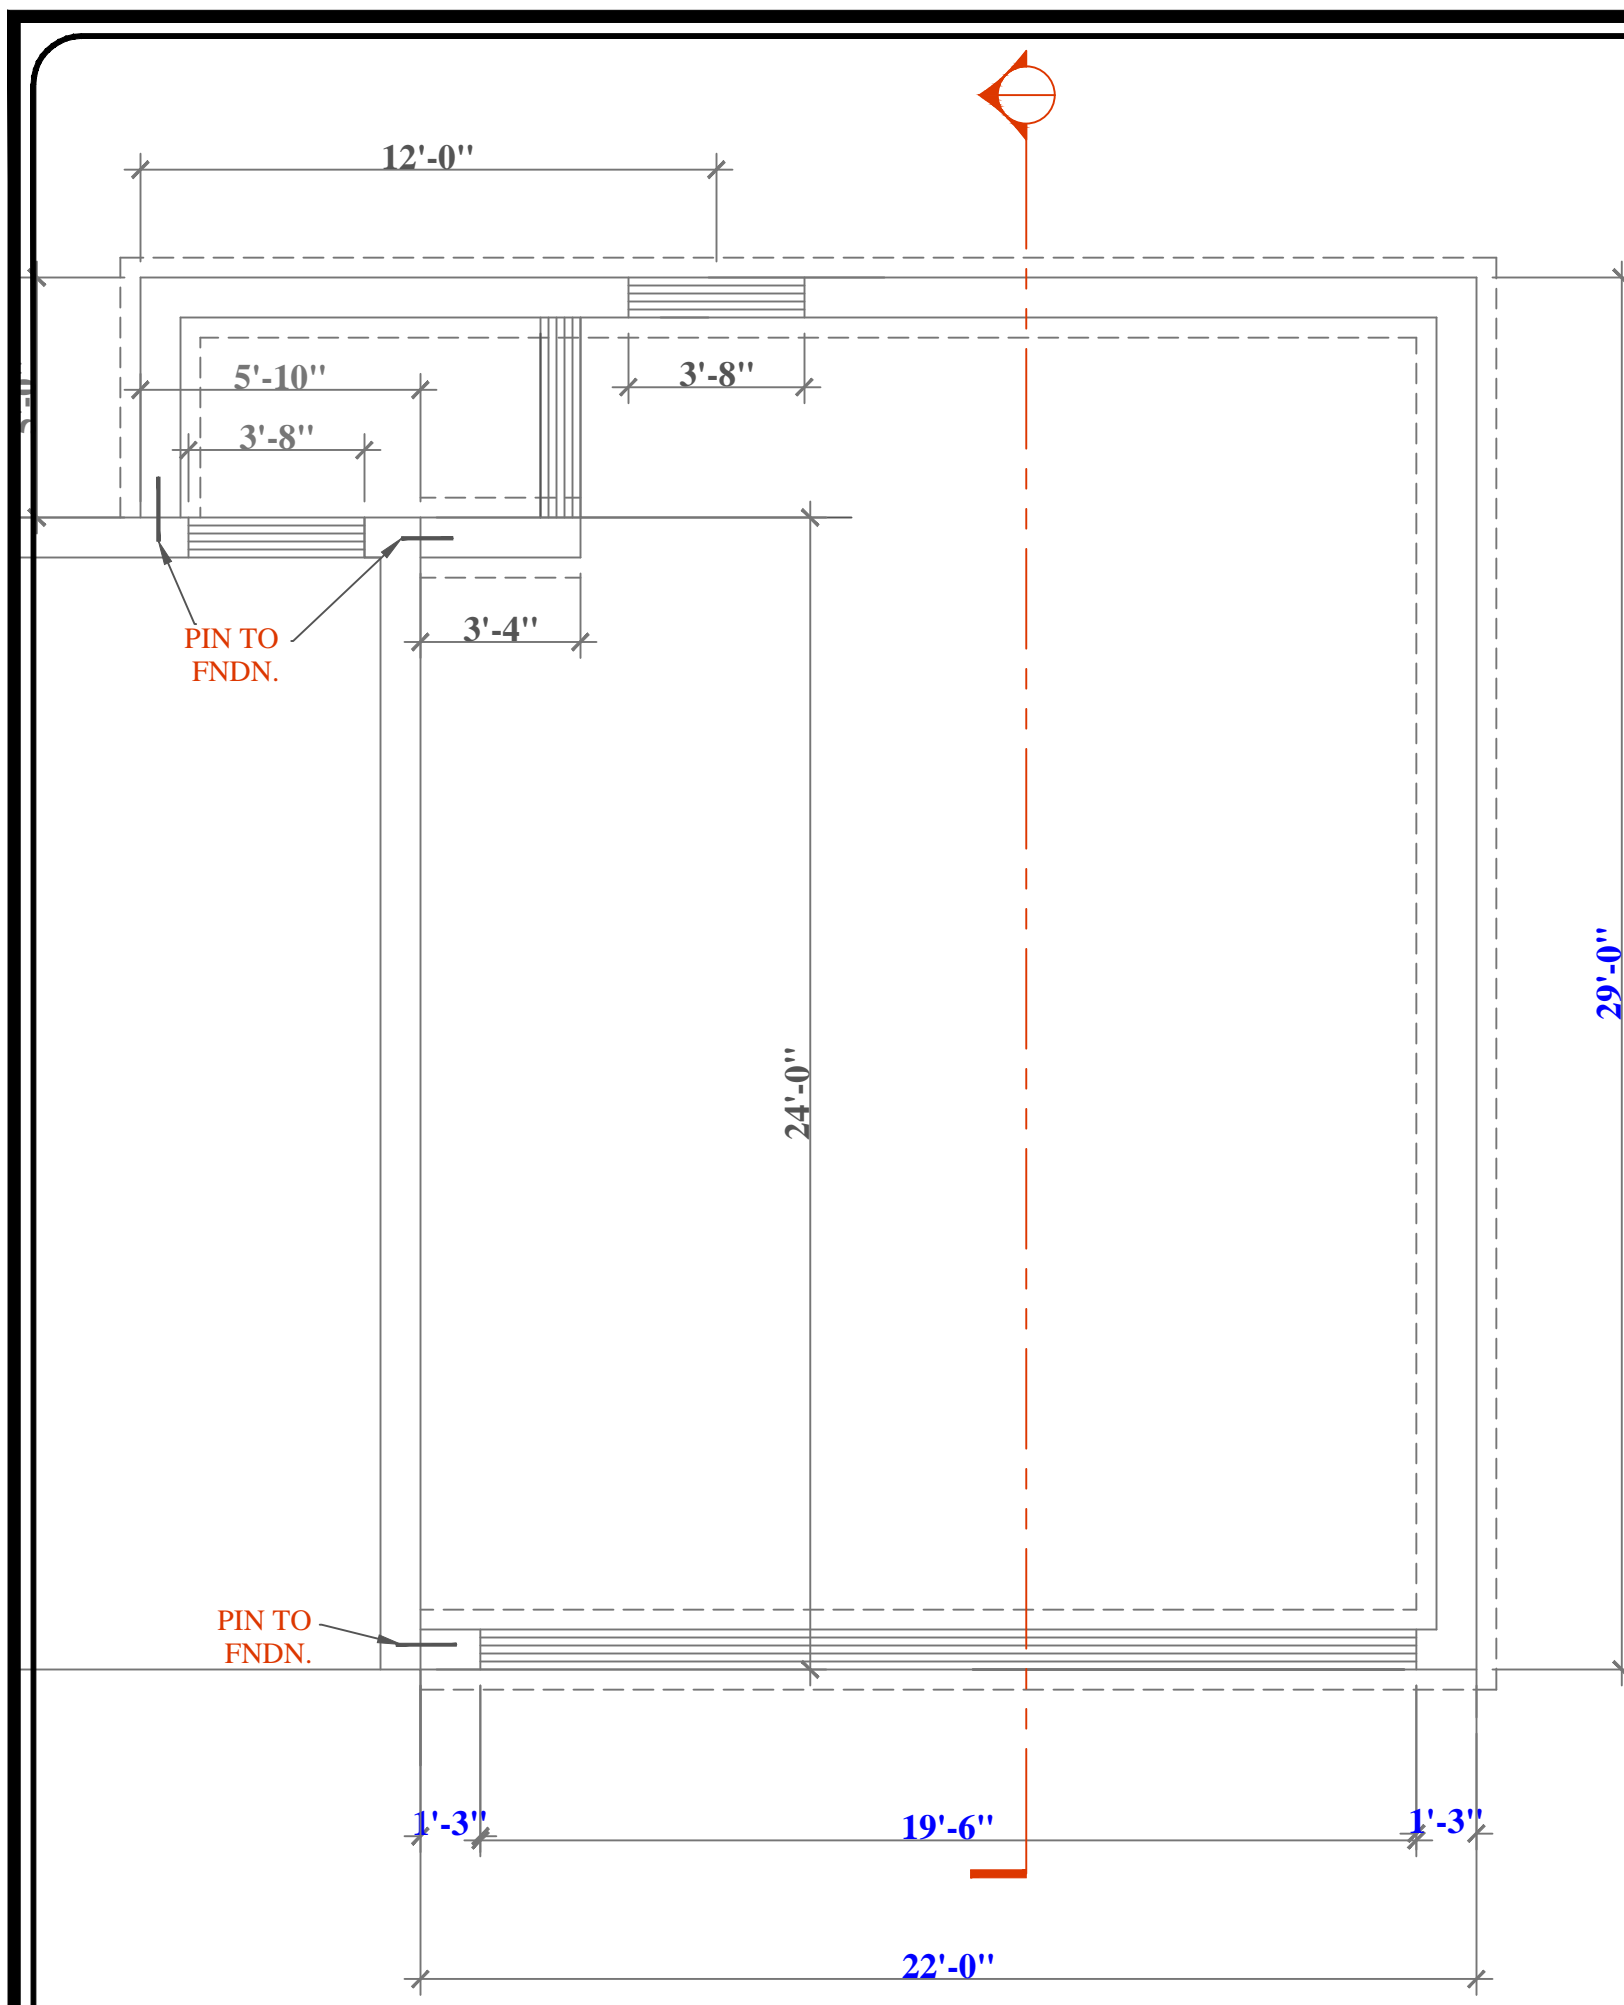 12'-0"
5'-10"
3'-8"
3'-8"
PIN TO
FNDN.
3'-4"
29'-0"
24'-0"
PIN TO
FNDN.
1'-3"
19'-6"
1'-3"
22'-0"